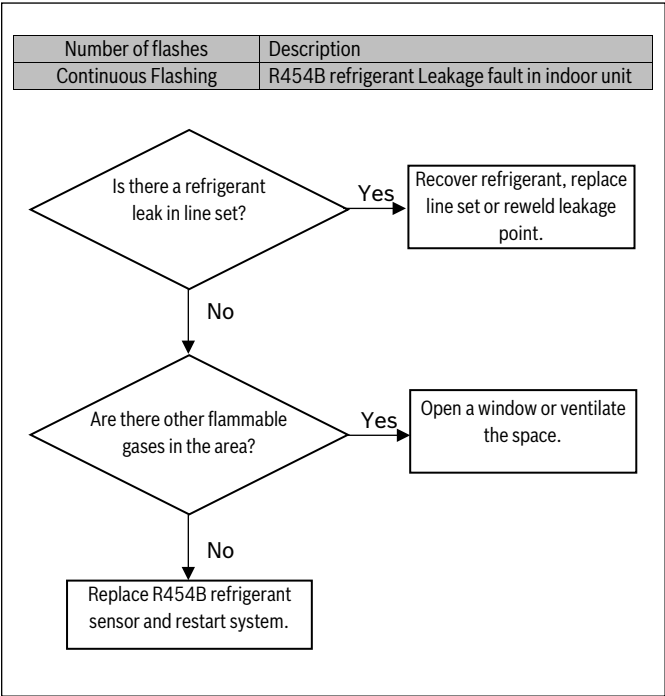 Number of flashes Description
Continuous Flashing R454B refrigerant Leakage fault in indoor unit
Is there a refrigerant
leak in line set?
Yes
Recover refrigerant, replace
line set or reweld leakage
point.
No
Are there other flammable
gases in the area?
Yes
Open a window or ventilate
the space.
No
Replace R454B refrigerant
sensor and restart system.